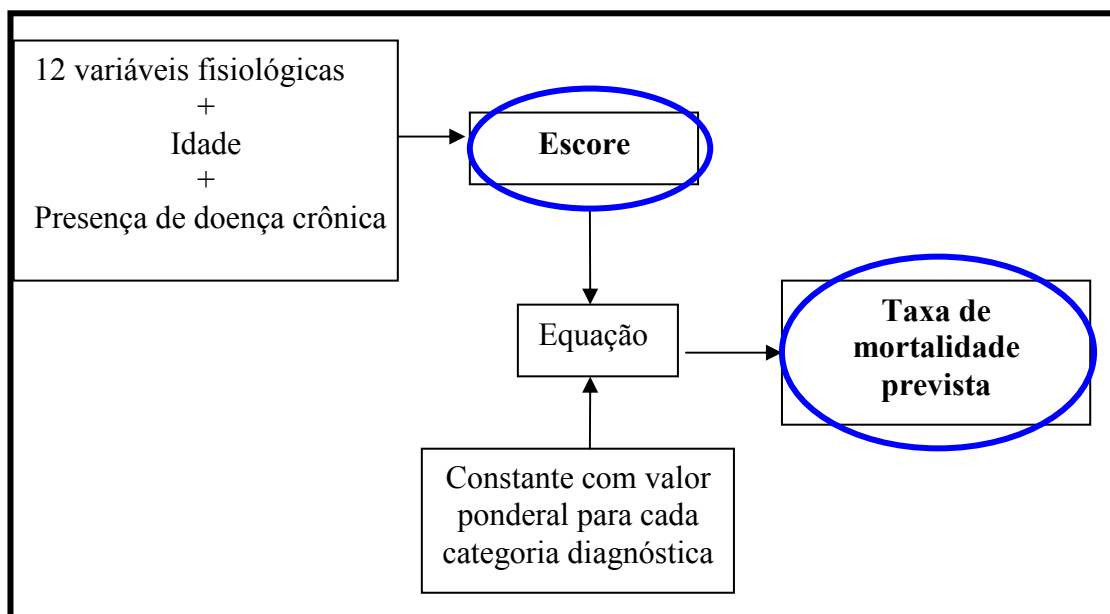 12 variáveis fisiológicas
+
Idade
+
Presença de doença crônica
Escore
Equação
Taxa de
mortalidade
prevista
Constante com valor
ponderal para cada
categoria diagnóstica